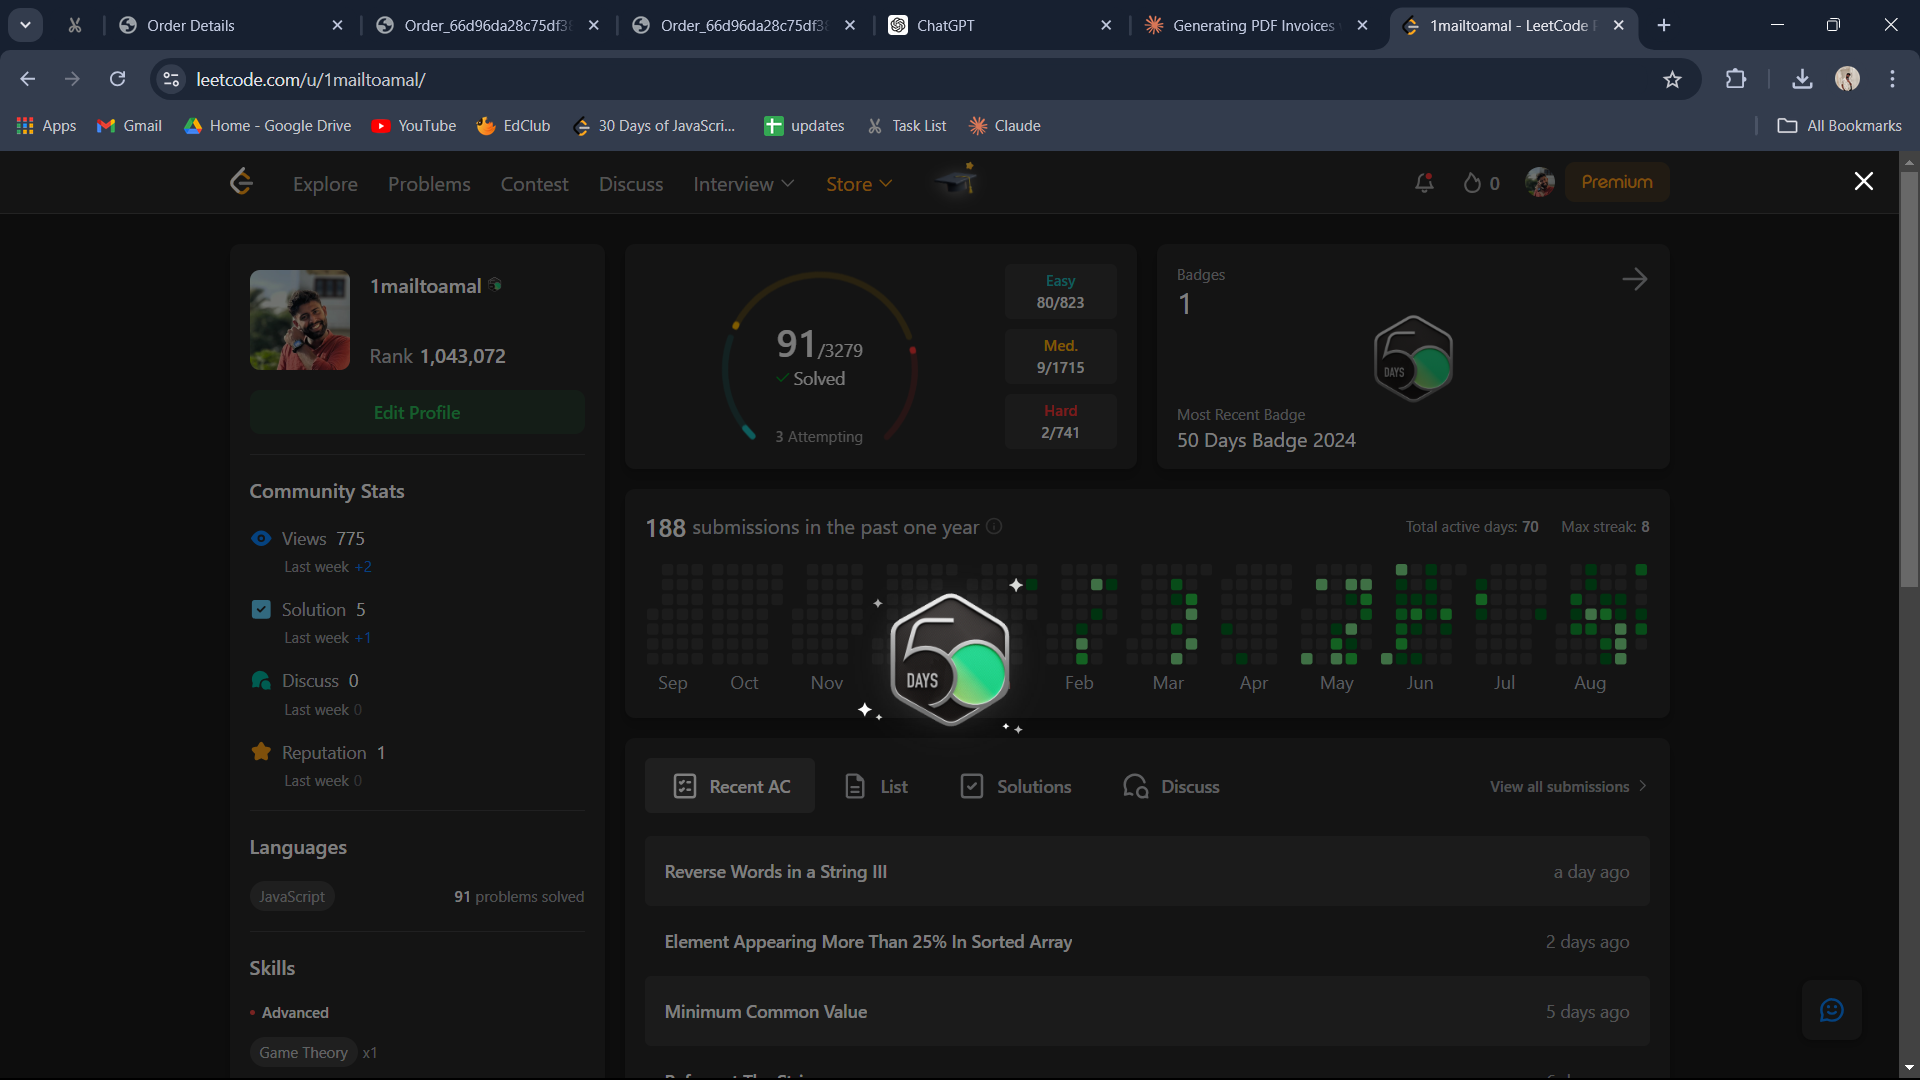 Order Details
Order_66d96da28c75df3
Order_66d96da28c75df3
ChatGPT
Generating PDF Invoices
1mailtoamal - LeetCode
leetcode.com/u/1mailtoamal/
Apps
Gmail
Home - Google Drive
YouTube
EdClub
30 Days of JavaScri...
updates
Task List
Claude
All Bookmarks
Explore
Problems
Contest
Discuss
Interview
Store
0
Premium
1mailtoamal
Rank 1,043,072
Edit Profile
Community Stats
Views 775
Last week +2
Solution 5
Last week +1
Discuss 0
Last week 0
Reputation 1
Last week 0
Languages
JavaScript
91 problems solved
Skills
Advanced
Game Theory x1
91/3279
Solved
3 Attempting
Easy
80/823
Med.
9/1715
Hard
2/741
Badges
1
50
DAYS
Most Recent Badge
50 Days Badge 2024
188 submissions in the past one year
Total active days: 70
Max streak: 8
Sep
Oct
Nov
Feb
Mar
Apr
May
Jun
Jul
Aug
50
DAYS
Recent AC
List
Solutions
Discuss
View all submissions
Reverse Words in a String III
a day ago
Element Appearing More Than 25% In Sorted Array
2 days ago
Minimum Common Value
5 days ago